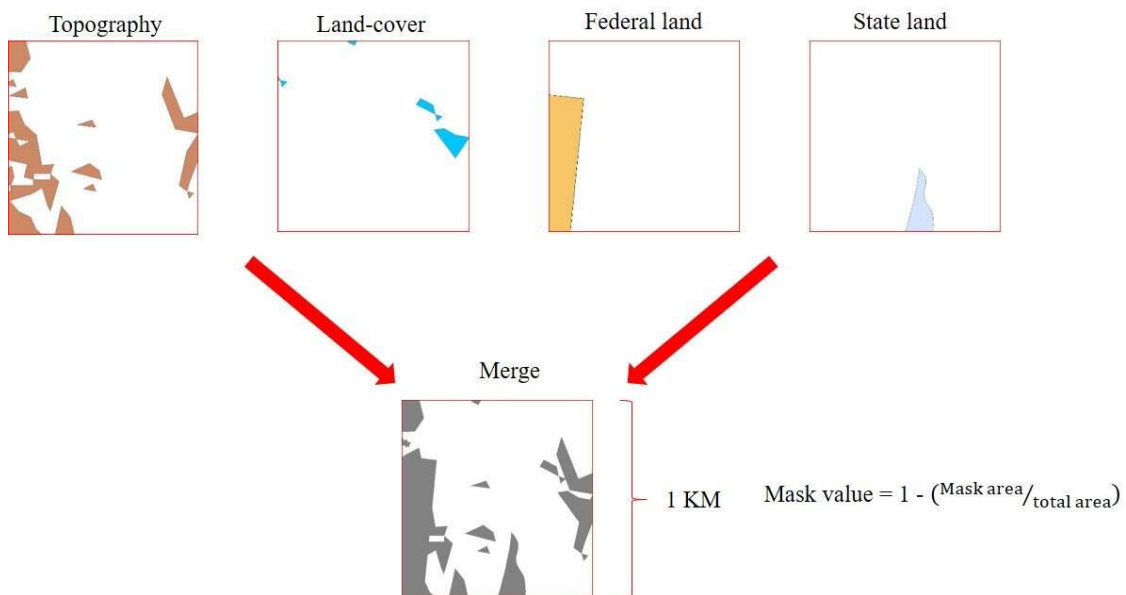 Topography
Land-cover
Federal land
State land
Merge
1 KM
Mask value = 1 - (Mask area/total area)